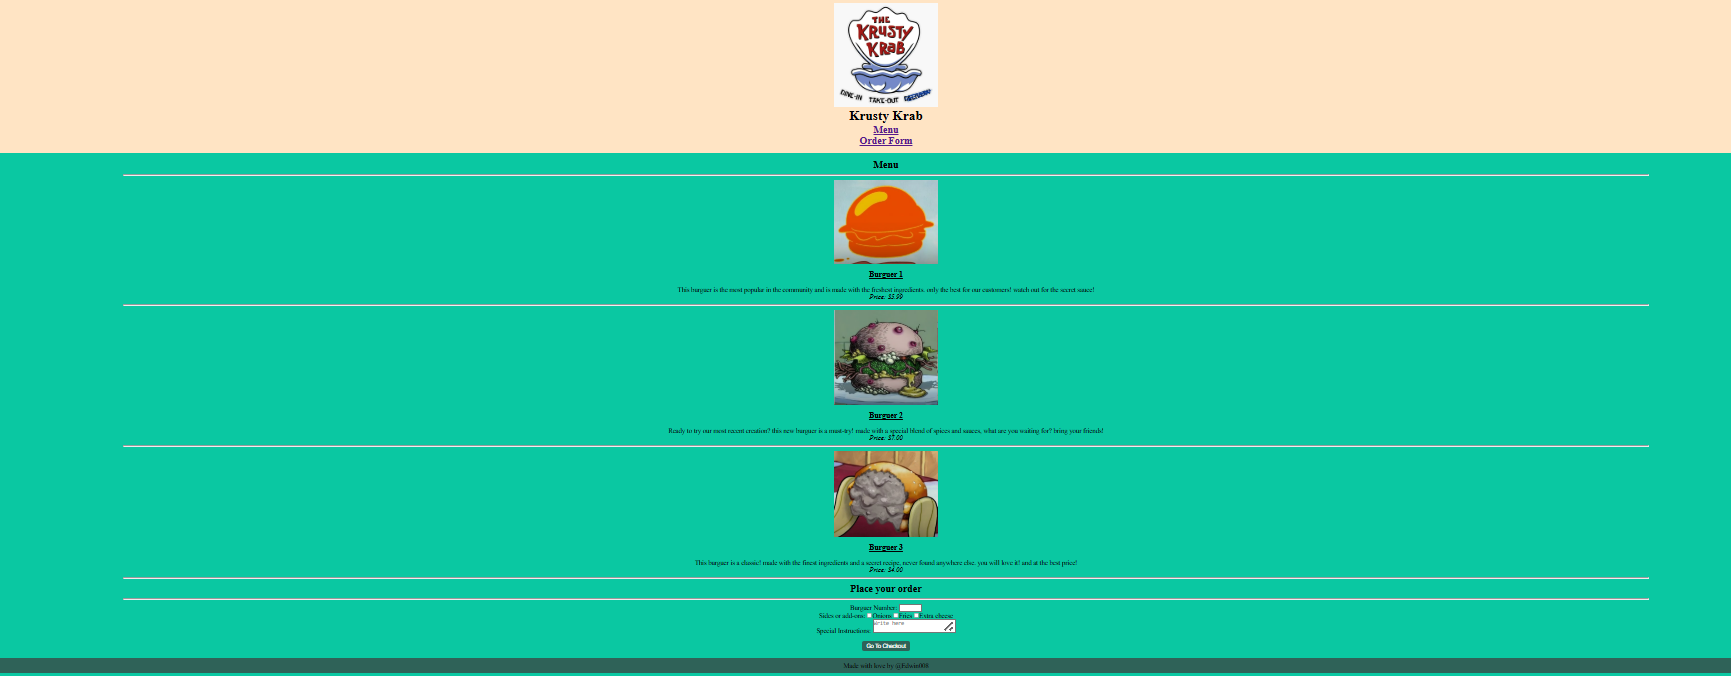 THE
KRUSTY
KRAB
DINE-IN TAKE-OUT DELIVERY
Krusty Krab
Menu
Order Form
Menu
Burguer 1
This burguer is the most popular in the community and is made with the freshest ingredients. only the best for our customers! watch out for the secret sauce!
Price: $5.99
Burguer 2
Ready to try our most recent creation? this new burguer is a must-try! made with a special blend of spices and sauces, what are you waiting for? bring your friends!
Price: $7.00
Burguer 3
This burguer is a classic! made with the finest ingredients and a secret recipe, never found anywhere else. you will love it! and at the best price!
Price: $4.00
Place your order
Burguer Number:
Sides or add-ons: Onions Fries Extra cheese
Special Instructions: Write here
Go To Checkout
Made with love by @Edwin008